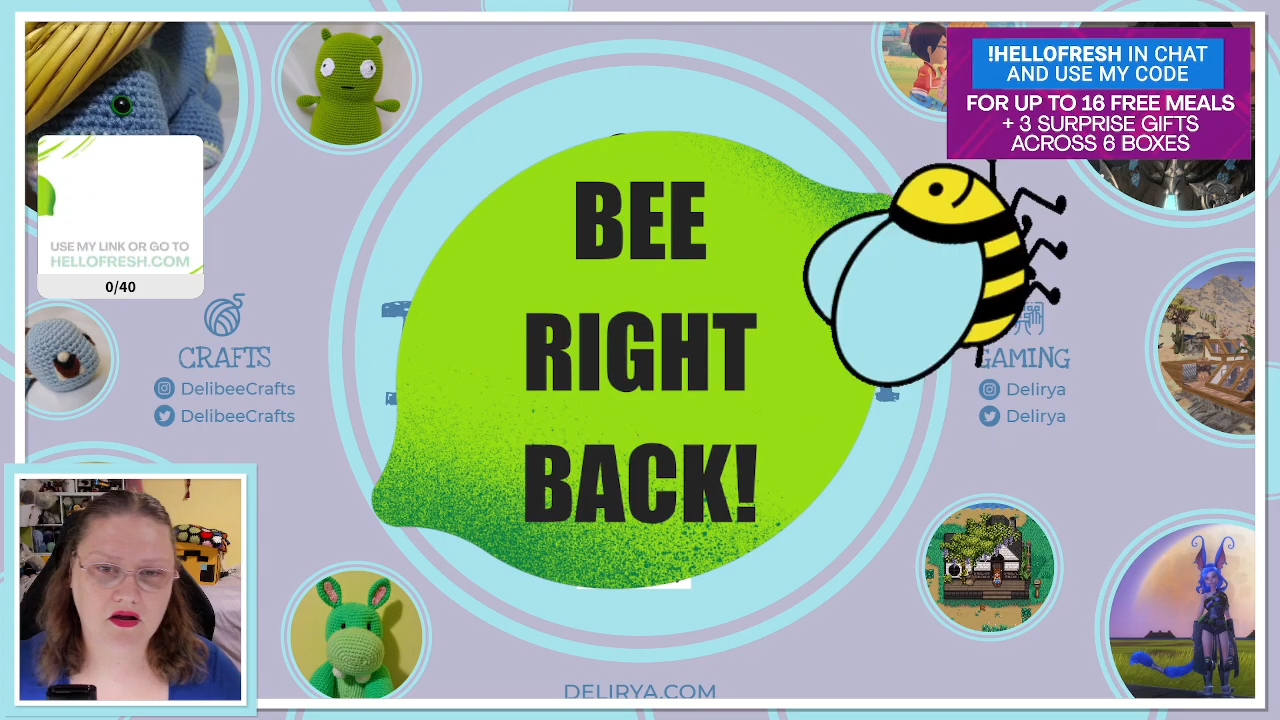 !HELLOFRESH IN CHAT
AND USE MY CODE
FOR UP TO 16 FREE MEALS
+ 3 SURPRISE GIFTS
ACROSS 6 BOXES
USE MY LINK OR GO TO
HELLOFRESH.COM
0/40
BEE
RIGHT
BACK!
CRAFTS
DelibeeCrafts
DelibeeCrafts
GAMING
Delirya
Delirya
DELIRYA.COM